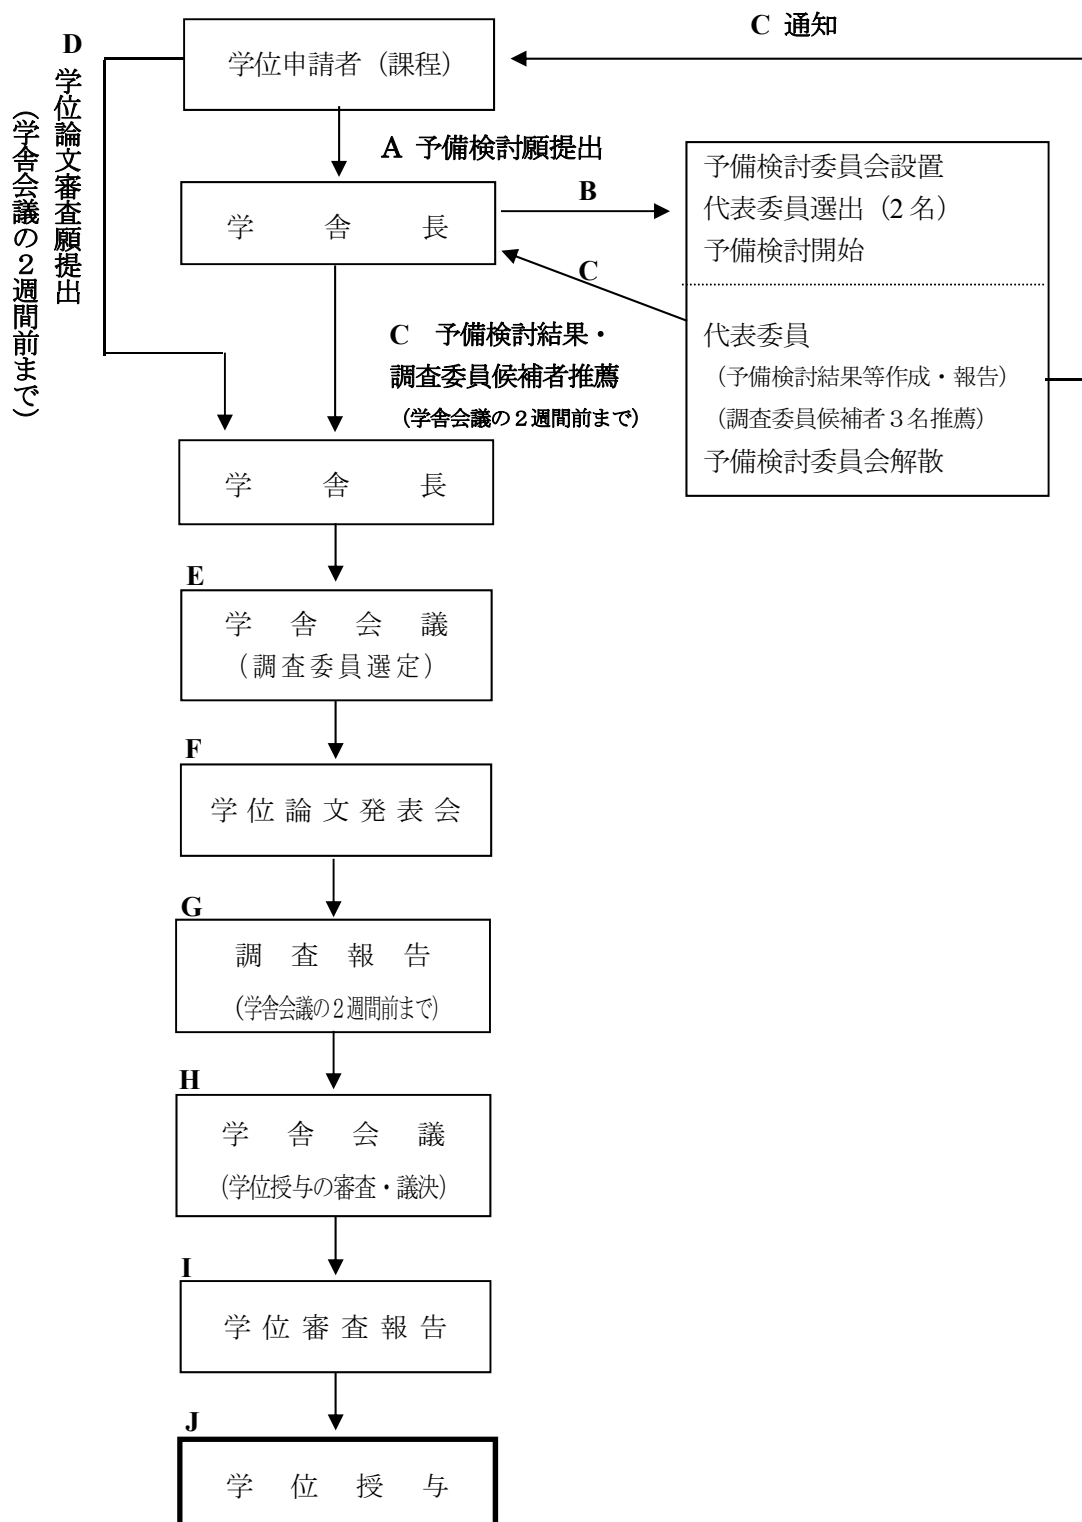 C 通知
D 学位論文審査願提出
(学舎会議の２週間前まで)
学位申請者（課程）
A 予備検討願提出
学　舎　長
B
予備検討委員会設置
代表委員選出（2 名）
予備検討開始
C
代表委員
（予備検討結果等作成・報告）
（調査委員候補者３名推薦）
予備検討委員会解散
C　予備検討結果・
調査委員候補者推薦
(学舎会議の２週間前まで)
学　舎　長
E
学 舎 会 議
（調査委員選定）
F
学位論文発表会
G
調 査 報 告
(学舎会議の２週間前まで)
H
学 舎 会 議
(学位授与の審査・議決)
I
学位審査報告
J
学 位 授 与